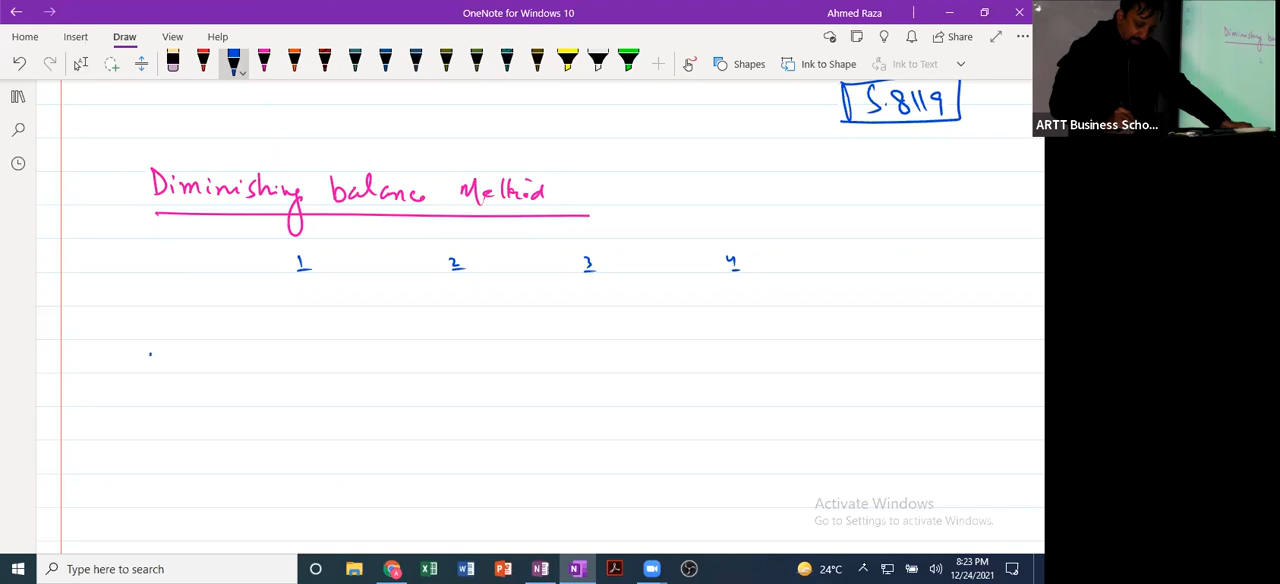 OneNote for Windows 10
Ahmed Raza
Home Insert Draw View Help
Share
Shapes Ink to Shape Ink to Text
5.8119
Diminishing balance Method
1 2 3 4
Diminishing ba
ARTT Business Scho...
Activate Windows
Go to Settings to activate Windows.
Type here to search
24°C
8:23 PM
12/24/2021